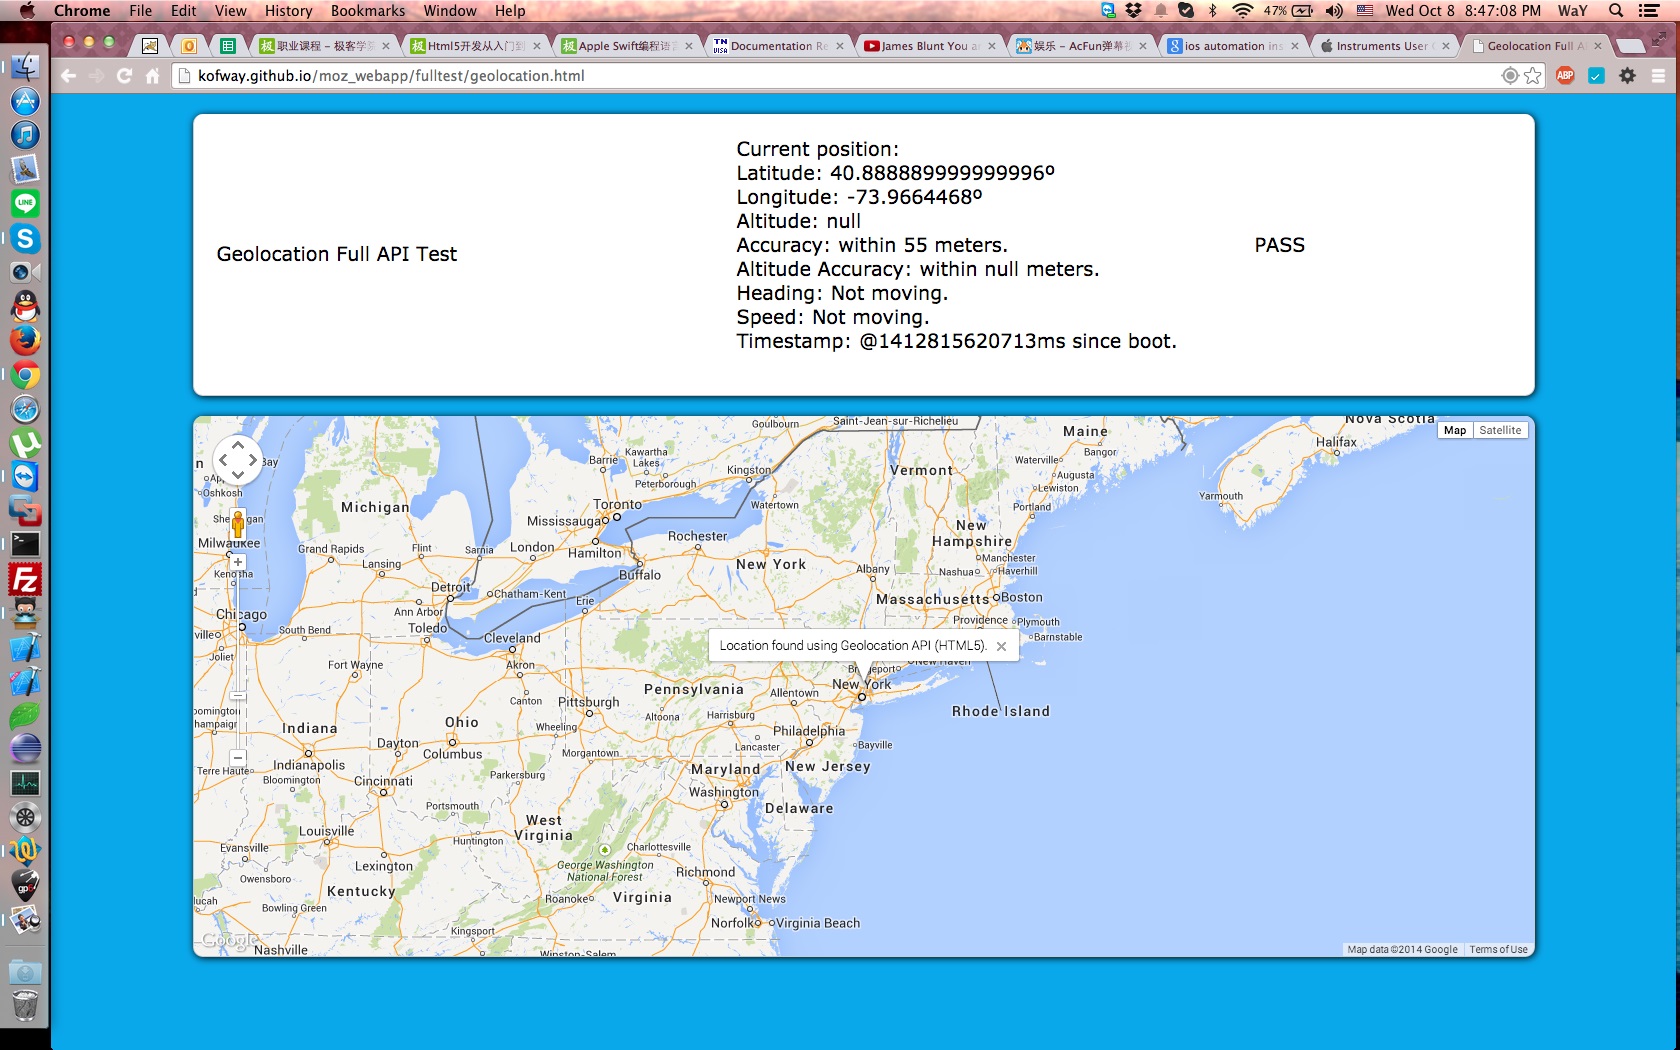 Chrome File Edit View History Bookmarks Window Help
47% Wed Oct 8 8:47:08 PM WaY
职业课程 – 极客学
Html5开发从入门到
Apple Swift编程语
TN VISA Documentation Re
James Blunt You a
娱乐 – AcFun弹幕
ios automation ins
Instruments User
Geolocation Full A
kofway.github.io/moz_webapp/fulltest/geolocation.html
ABP
LINE
Geolocation Full API Test
Current position:
Latitude: 40.888889999999996º
Longitude: -73.9664468º
Altitude: null
Accuracy: within 55 meters.
Altitude Accuracy: within null meters.
Heading: Not moving.
Speed: Not moving.
Timestamp: @1412815620713ms since boot.
PASS
Map Satellite
Goulbourn
Saint-Jean-sur-Richelieu
Nova Scotia
Maine
Halifax
Bangor
Waterville
Augusta
Lewiston
Portland
Yarmouth
Barrie
Kawartha Lakes
Peterborough
Kingston
Watertown
Vermont
Bay
Oshkosh
Michigan
Toronto
Mississauga
Hamilton
Rochester
New Hampshire
Manchester
Nashua
Haverhill
Milwaukee
Kenosha
Grand Rapids
Lansing
Flint
Sarnia
London
Buffalo
New York
Albany
Massachusetts
Boston
Chicago
Detroit
Ann Arbor
Chatham-Kent
Erie
Providence
Plymouth
Barnstable
South Bend
Toledo
Cleveland
Location found using Geolocation API (HTML5).
Joliet
Fort Wayne
Akron
New York
Rhode Island
Canton
Pittsburgh
Pennsylvania
Altoona
Allentown
Harrisburg
Indiana
Ohio
Wheeling
Philadelphia
Lancaster
Bayville
Dayton
Columbus
Morgantown
Maryland
New Jersey
Terre Haute
Indianapolis
Bloomington
Cincinnati
Parkersburg
Washington
Delaware
Portsmouth
West Virginia
Louisville
Huntington
Charlottesville
Evansville
Lexington
George Washington National Forest
Richmond
Owensboro
Kentucky
Roanoke
Virginia
Newport News
Bowling Green
Norfolk
Virginia Beach
Kingsport
Nashville
Winston-Salem
Google
Map data ©2014 Google Terms of Use